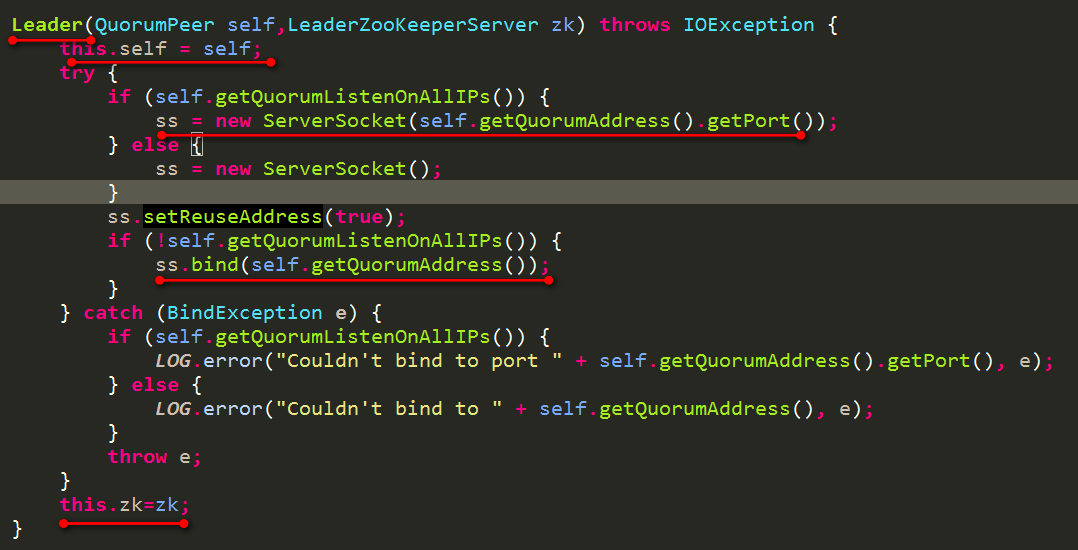 Leader(QuorumPeer self,LeaderZooKeeperServer zk) throws IOException {
    this.self = self;
    try {
        if (self.getQuorumListenOnAllIPs()) {
            ss = new ServerSocket(self.getQuorumAddress().getPort());
        } else {
            ss = new ServerSocket();
        }
        ss.setReuseAddress(true);
        if (!self.getQuorumListenOnAllIPs()) {
            ss.bind(self.getQuorumAddress());
        }
    } catch (BindException e) {
        if (self.getQuorumListenOnAllIPs()) {
            LOG.error("Couldn't bind to port " + self.getQuorumAddress().getPort(), e);
        } else {
            LOG.error("Couldn't bind to " + self.getQuorumAddress(), e);
        }
        throw e;
    }
    this.zk=zk;
}